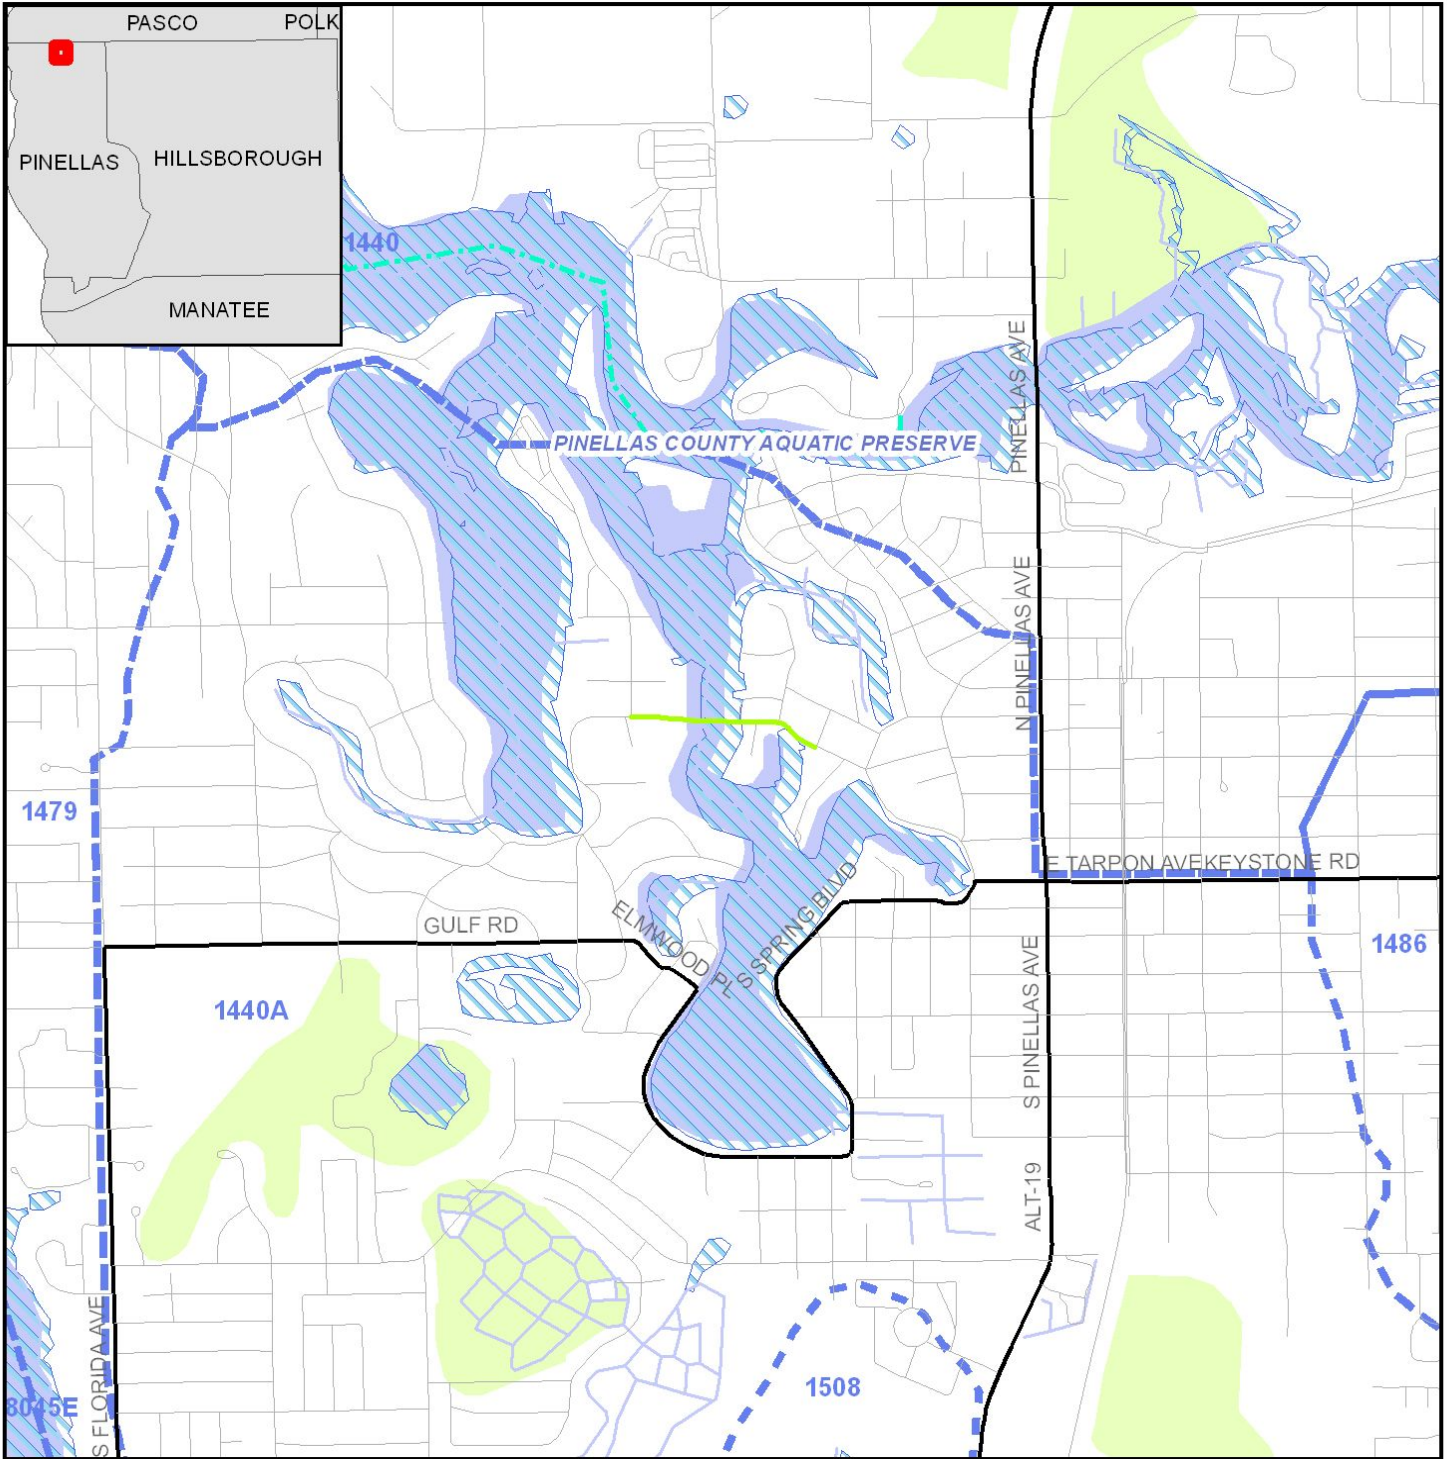 PASCO
POLK
PINELLAS
HILLSBOROUGH
MANATEE
1440
PINELLAS AVE
PINELLAS COUNTY AQUATIC PRESERVE
N PINELLAS AVE
1479
E TARPON AVE
KEYSTONE RD
GULF RD
ELMWOOD PL
S SPRING BLVD
1486
1440A
S PINELLAS AVE
ALT-19
S FLORIDA AVE
1508
8045E